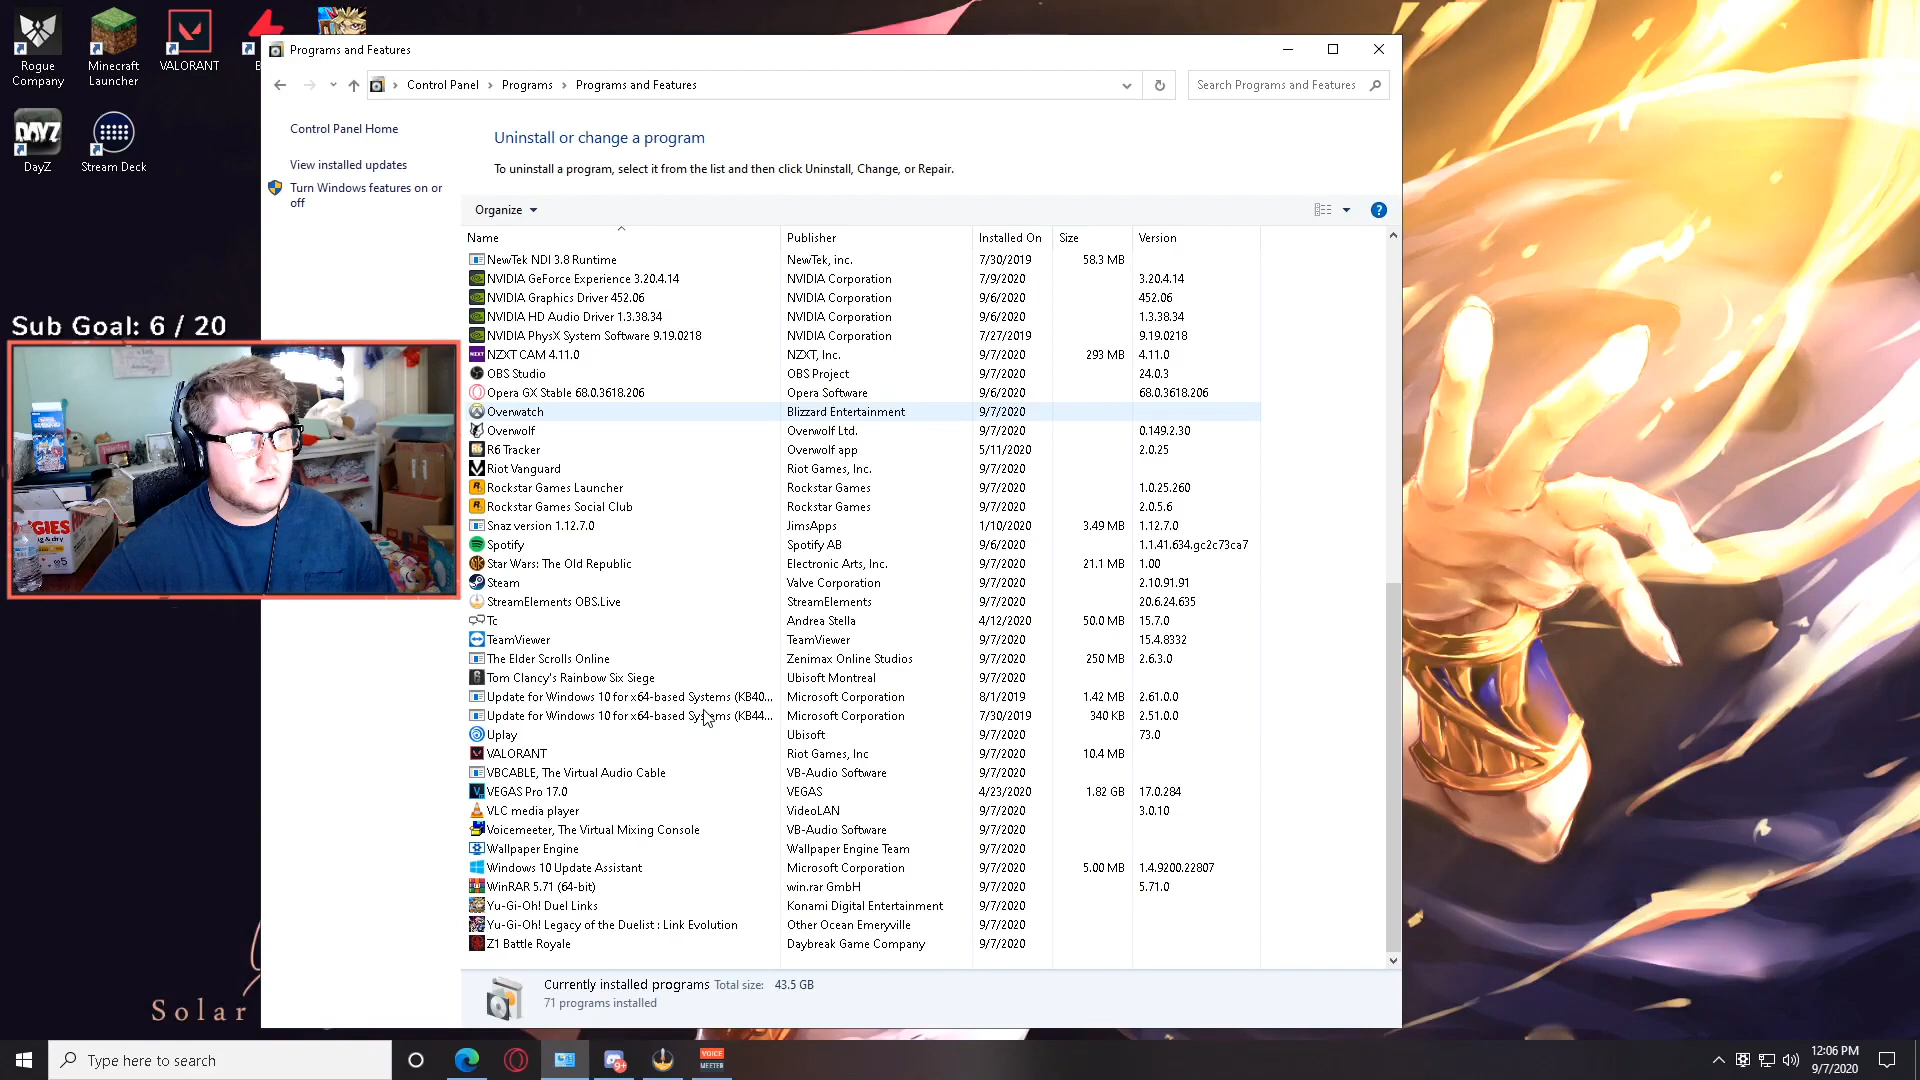 Rogue
Company
Minecraft
Launcher
VALORANT
DAYZ
DayZ
Stream Deck
Programs and Features
Control Panel
Programs
Programs and Features
Search Programs and Features
Control Panel Home
View installed updates
Turn Windows features on or
off
Uninstall or change a program
To uninstall a program, select it from the list and then click Uninstall, Change, or Repair.
Organize
Name Publisher Installed On Size Version
NewTek NDI 3.8 Runtime NewTek, inc. 7/30/2019 58.3 MB
NVIDIA GeForce Experience 3.20.4.14 NVIDIA Corporation 7/9/2020 3.20.4.14
NVIDIA Graphics Driver 452.06 NVIDIA Corporation 9/6/2020 452.06
NVIDIA HD Audio Driver 1.3.38.34 NVIDIA Corporation 9/6/2020 1.3.38.34
NVIDIA PhysX System Software 9.19.0218 NVIDIA Corporation 7/27/2019 9.19.0218
NZXT CAM 4.11.0 NZXT, Inc. 9/7/2020 293 MB 4.11.0
OBS Studio OBS Project 9/7/2020 24.0.3
Opera GX Stable 68.0.3618.206 Opera Software 9/6/2020 68.0.3618.206
Overwatch Blizzard Entertainment 9/7/2020
Overwolf Overwolf Ltd. 9/7/2020 0.149.2.30
R6 Tracker Overwolf app 5/11/2020 2.0.25
Riot Vanguard Riot Games, Inc. 9/7/2020
Rockstar Games Launcher Rockstar Games 9/7/2020 1.0.25.260
Rockstar Games Social Club Rockstar Games 9/7/2020 2.0.5.6
Snaz version 1.12.7.0 JimsApps 1/10/2020 3.49 MB 1.12.7.0
Spotify Spotify AB 9/6/2020 1.1.41.634.gc2c73ca7
Star Wars: The Old Republic Electronic Arts, Inc. 9/7/2020 21.1 MB 1.00
Steam Valve Corporation 9/7/2020 2.10.91.91
StreamElements OBS.Live StreamElements 9/7/2020 20.6.24.635
Tc Andrea Stella 4/12/2020 50.0 MB 15.7.0
TeamViewer TeamViewer 9/7/2020 15.4.8332
The Elder Scrolls Online Zenimax Online Studios 9/7/2020 250 MB 2.6.3.0
Tom Clancy's Rainbow Six Siege Ubisoft Montreal 9/7/2020
Update for Windows 10 for x64-based Systems (KB40... Microsoft Corporation 8/1/2019 1.42 MB 2.61.0.0
Update for Windows 10 for x64-based Systems (KB44... Microsoft Corporation 7/30/2019 340 KB 2.51.0.0
Uplay Ubisoft 9/7/2020 73.0
VALORANT Riot Games, Inc 9/7/2020 10.4 MB
VBCABLE, The Virtual Audio Cable VB-Audio Software 9/7/2020
VEGAS Pro 17.0 VEGAS 4/23/2020 1.82 GB 17.0.284
VLC media player VideoLAN 9/7/2020 3.0.10
Voicemeeter, The Virtual Mixing Console VB-Audio Software 9/7/2020
Wallpaper Engine Wallpaper Engine Team 9/7/2020
Windows 10 Update Assistant Microsoft Corporation 9/7/2020 5.00 MB 1.4.9200.22807
WinRAR 5.71 (64-bit) win.rar GmbH 9/7/2020 5.71.0
Yu-Gi-Oh! Duel Links Konami Digital Entertainment 9/7/2020
Yu-Gi-Oh! Legacy of the Duelist : Link Evolution Other Ocean Emeryville 9/7/2020
Z1 Battle Royale Daybreak Game Company 9/7/2020
Currently installed programs Total size: 43.5 GB
71 programs installed
Sub Goal: 6 / 20
Solar
Type here to search
9+
VOICE
MEETER
12:06 PM
9/7/2020